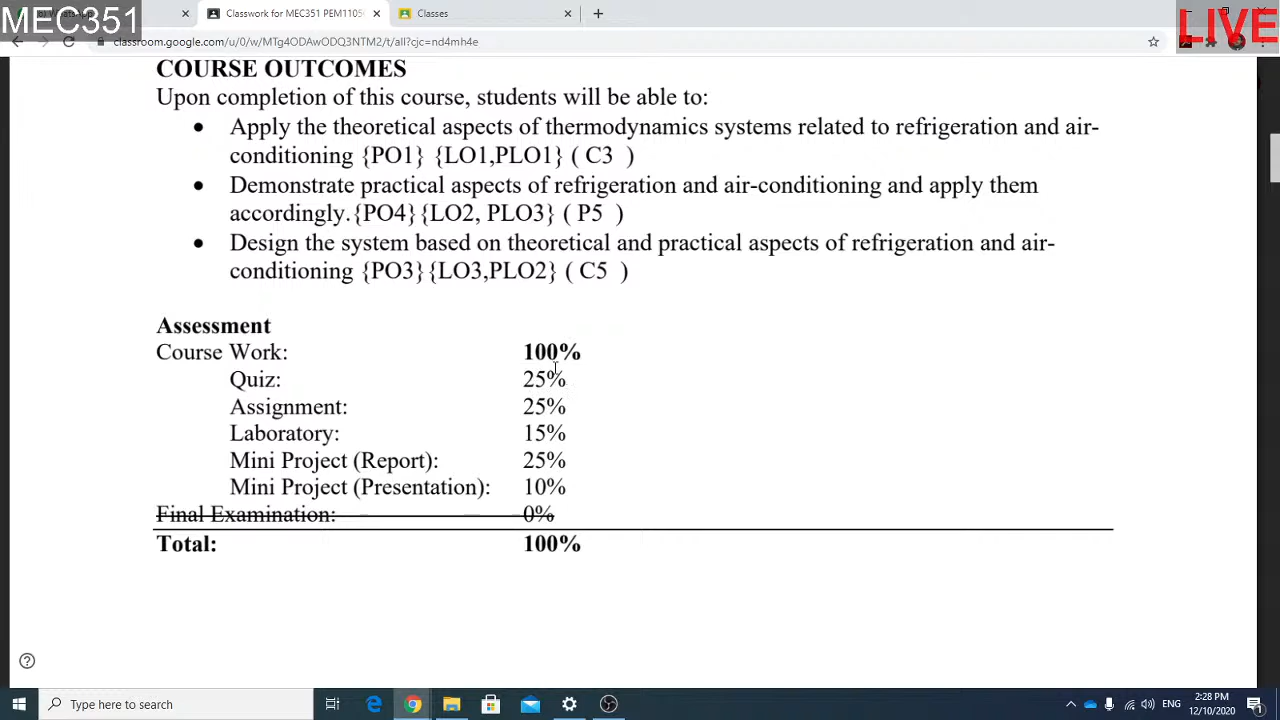 MEC351
WhatsApp
Classwork for MEC351 PEM1105
Classes
LIVE
classroom.google.com/u/0/w/MTg4ODAwODQ3NTM2/t/all?cjc=nd4mh4e
COURSE OUTCOMES
Upon completion of this course, students will be able to:
• Apply the theoretical aspects of thermodynamics systems related to refrigeration and air-
conditioning {PO1} {LO1,PLO1} ( C3 )
• Demonstrate practical aspects of refrigeration and air-conditioning and apply them
accordingly.{PO4}{LO2, PLO3} ( P5 )
• Design the system based on theoretical and practical aspects of refrigeration and air-
conditioning {PO3}{LO3,PLO2} ( C5 )
Assessment
Course Work: 100%
Quiz: 25%
Assignment: 25%
Laboratory: 15%
Mini Project (Report): 25%
Mini Project (Presentation): 10%
Final Examination: 0%
Total: 100%
Type here to search
ENG
2:28 PM
12/10/2020